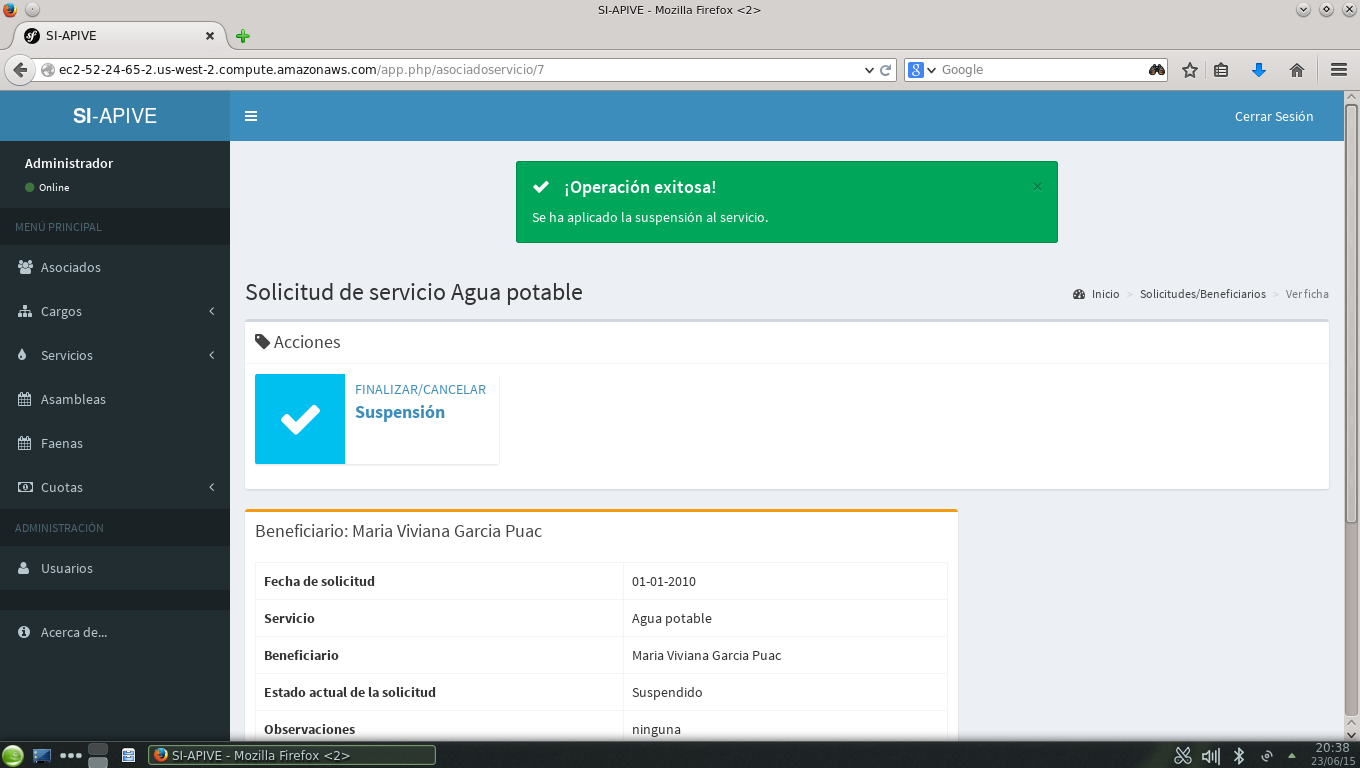 SI-APIVE - Mozilla Firefox <2>
SI-APIVE
ec2-52-24-65-2.us-west-2.compute.amazonaws.com/app.php/asociadoservicio/7
Google
SI-APIVE
Cerrar Sesión
Administrador
Online
MENÚ PRINCIPAL
Asociados
Cargos
Servicios
Asambleas
Faenas
Cuotas
ADMINISTRACIÓN
Usuarios
Acerca de...
¡Operación exitosa!
×
Se ha aplicado la suspensión al servicio.
Solicitud de servicio Agua potable
Inicio > Solicitudes/Beneficiarios > Ver ficha
Acciones
FINALIZAR/CANCELAR
Suspensión
Beneficiario: Maria Viviana Garcia Puac
Fecha de solicitud 01-01-2010
Servicio Agua potable
Beneficiario Maria Viviana Garcia Puac
Estado actual de la solicitud Suspendido
Observaciones ninguna
SI-APIVE - Mozilla Firefox <2>
20:38
23/06/15